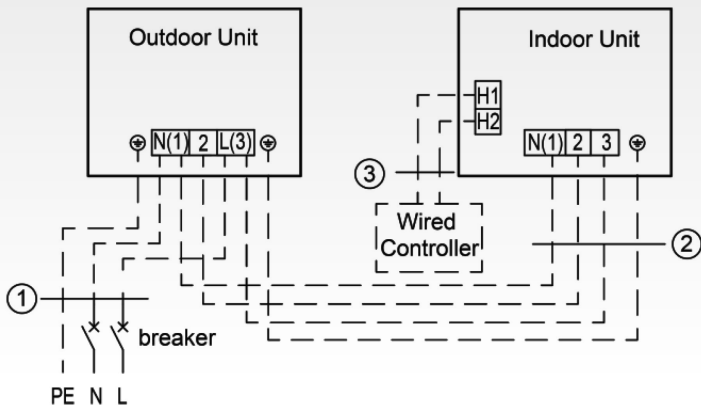 Outdoor Unit
Indoor Unit
H1
H2
N(1) 2 L(3)
N(1) 2 3
③
Wired
Controller
②
①
breaker
PE N L